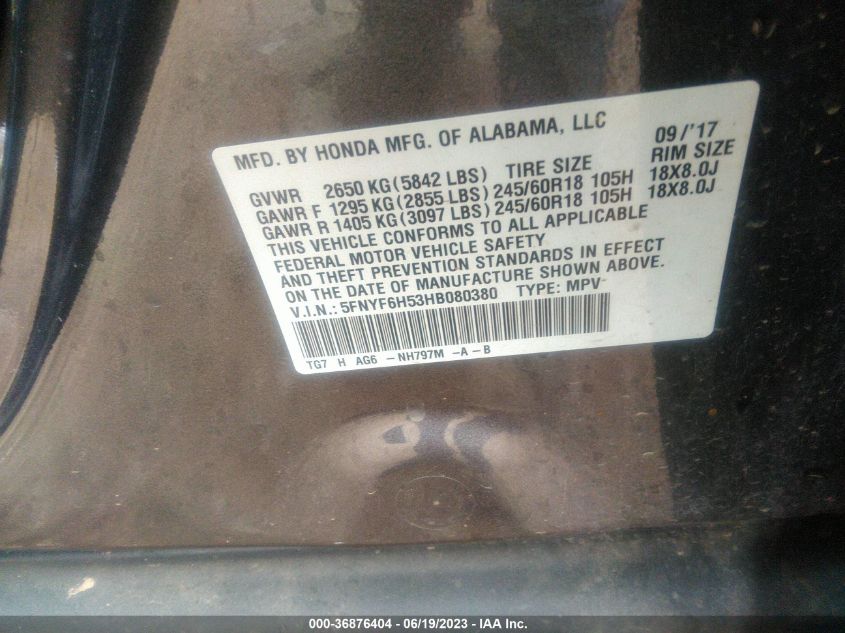 MFD. BY HONDA MFG. OF ALABAMA, LLC 09/'17
GVWR 2650 KG(5842 LBS) TIRE SIZE RIM SIZE
GAWR F 1295 KG(2855 LBS)245/60R18 105H 18X8.0J
GAWR R 1405 KG(3097 LBS)245/60R18 105H 18X8.0J
THIS VEHICLE CONFORMS TO ALL APPLICABLE
FEDERAL MOTOR VEHICLE SAFETY
AND THEFT PREVENTION STANDARDS IN EFFECT
ON THE DATE OF MANUFACTURE SHOWN ABOVE.
V.I.N.: 5FNYF6H53HB080380 TYPE: MPV
TG7 H AG6 -NH797M -A-B
000-36876404 - 06/19/2023 - IAA Inc.